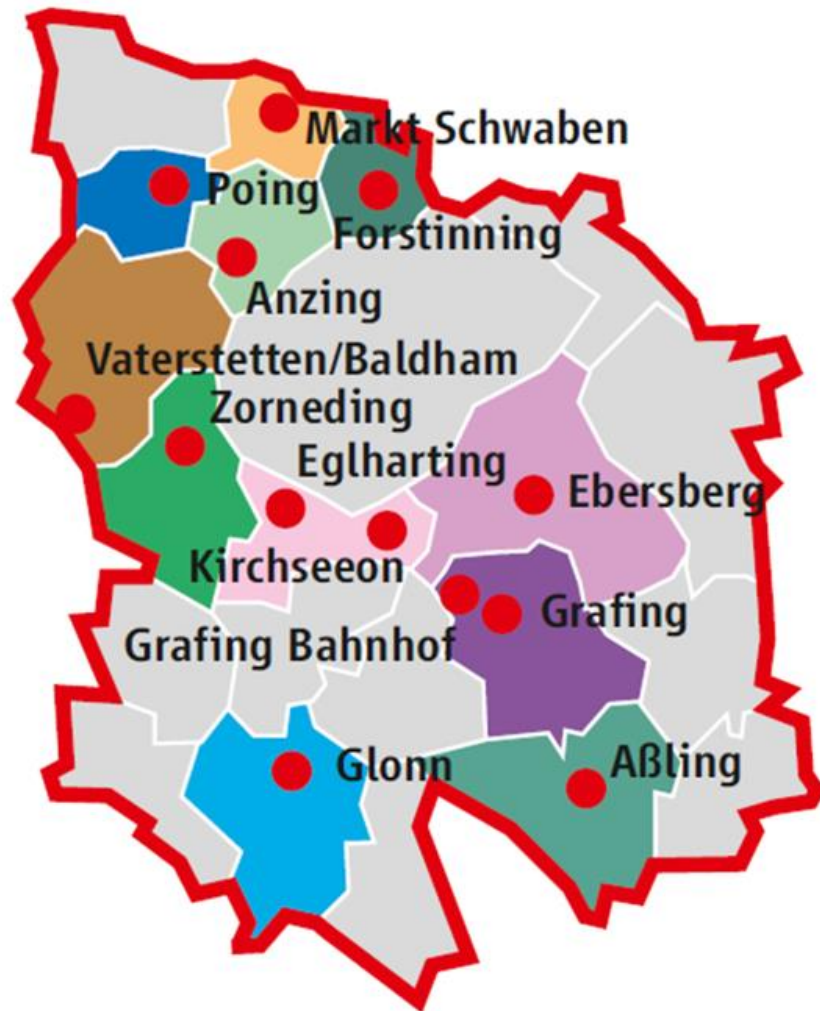 Markt Schwaben
Poing
Forstinning
Anzing
Vaterstetten/Baldham
Zorneding
Eglharting
Ebersberg
Kirchseeon
Grafing
Grafing Bahnhof
Glonn
Aßling